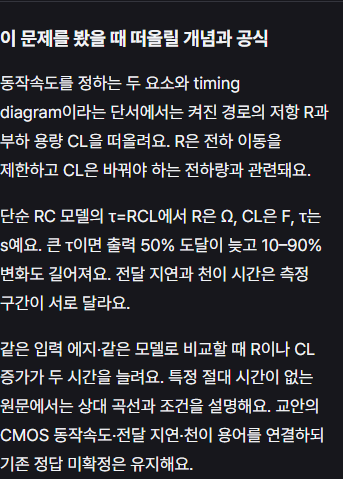 이 문제를 봤을 때 떠올릴 개념과 공식
동작속도를 정하는 두 요소와 timing
diagram이라는 단서에서는 켜진 경로의 저항 R과
부하 용량 CL을 떠올려요. R은 전하 이동을
제한하고 CL은 바꿔야 하는 전하량과 관련돼요.
단순 RC 모델의 τ=RCL에서 R은 Ω, CL은 F, τ는
s예요. 큰 τ이면 출력 50% 도달이 늦고 10–90%
변화도 길어져요. 전달 지연과 천이 시간은 측정
구간이 서로 달라요.
같은 입력 에지·같은 모델로 비교할 때 R이나 CL
증가가 두 시간을 늘려요. 특정 절대 시간이 없는
원문에서는 상대 곡선과 조건을 설명해요. 교안의
CMOS 동작속도·전달 지연·천이 용어를 연결하되
기존 정답 미확정은 유지해요.